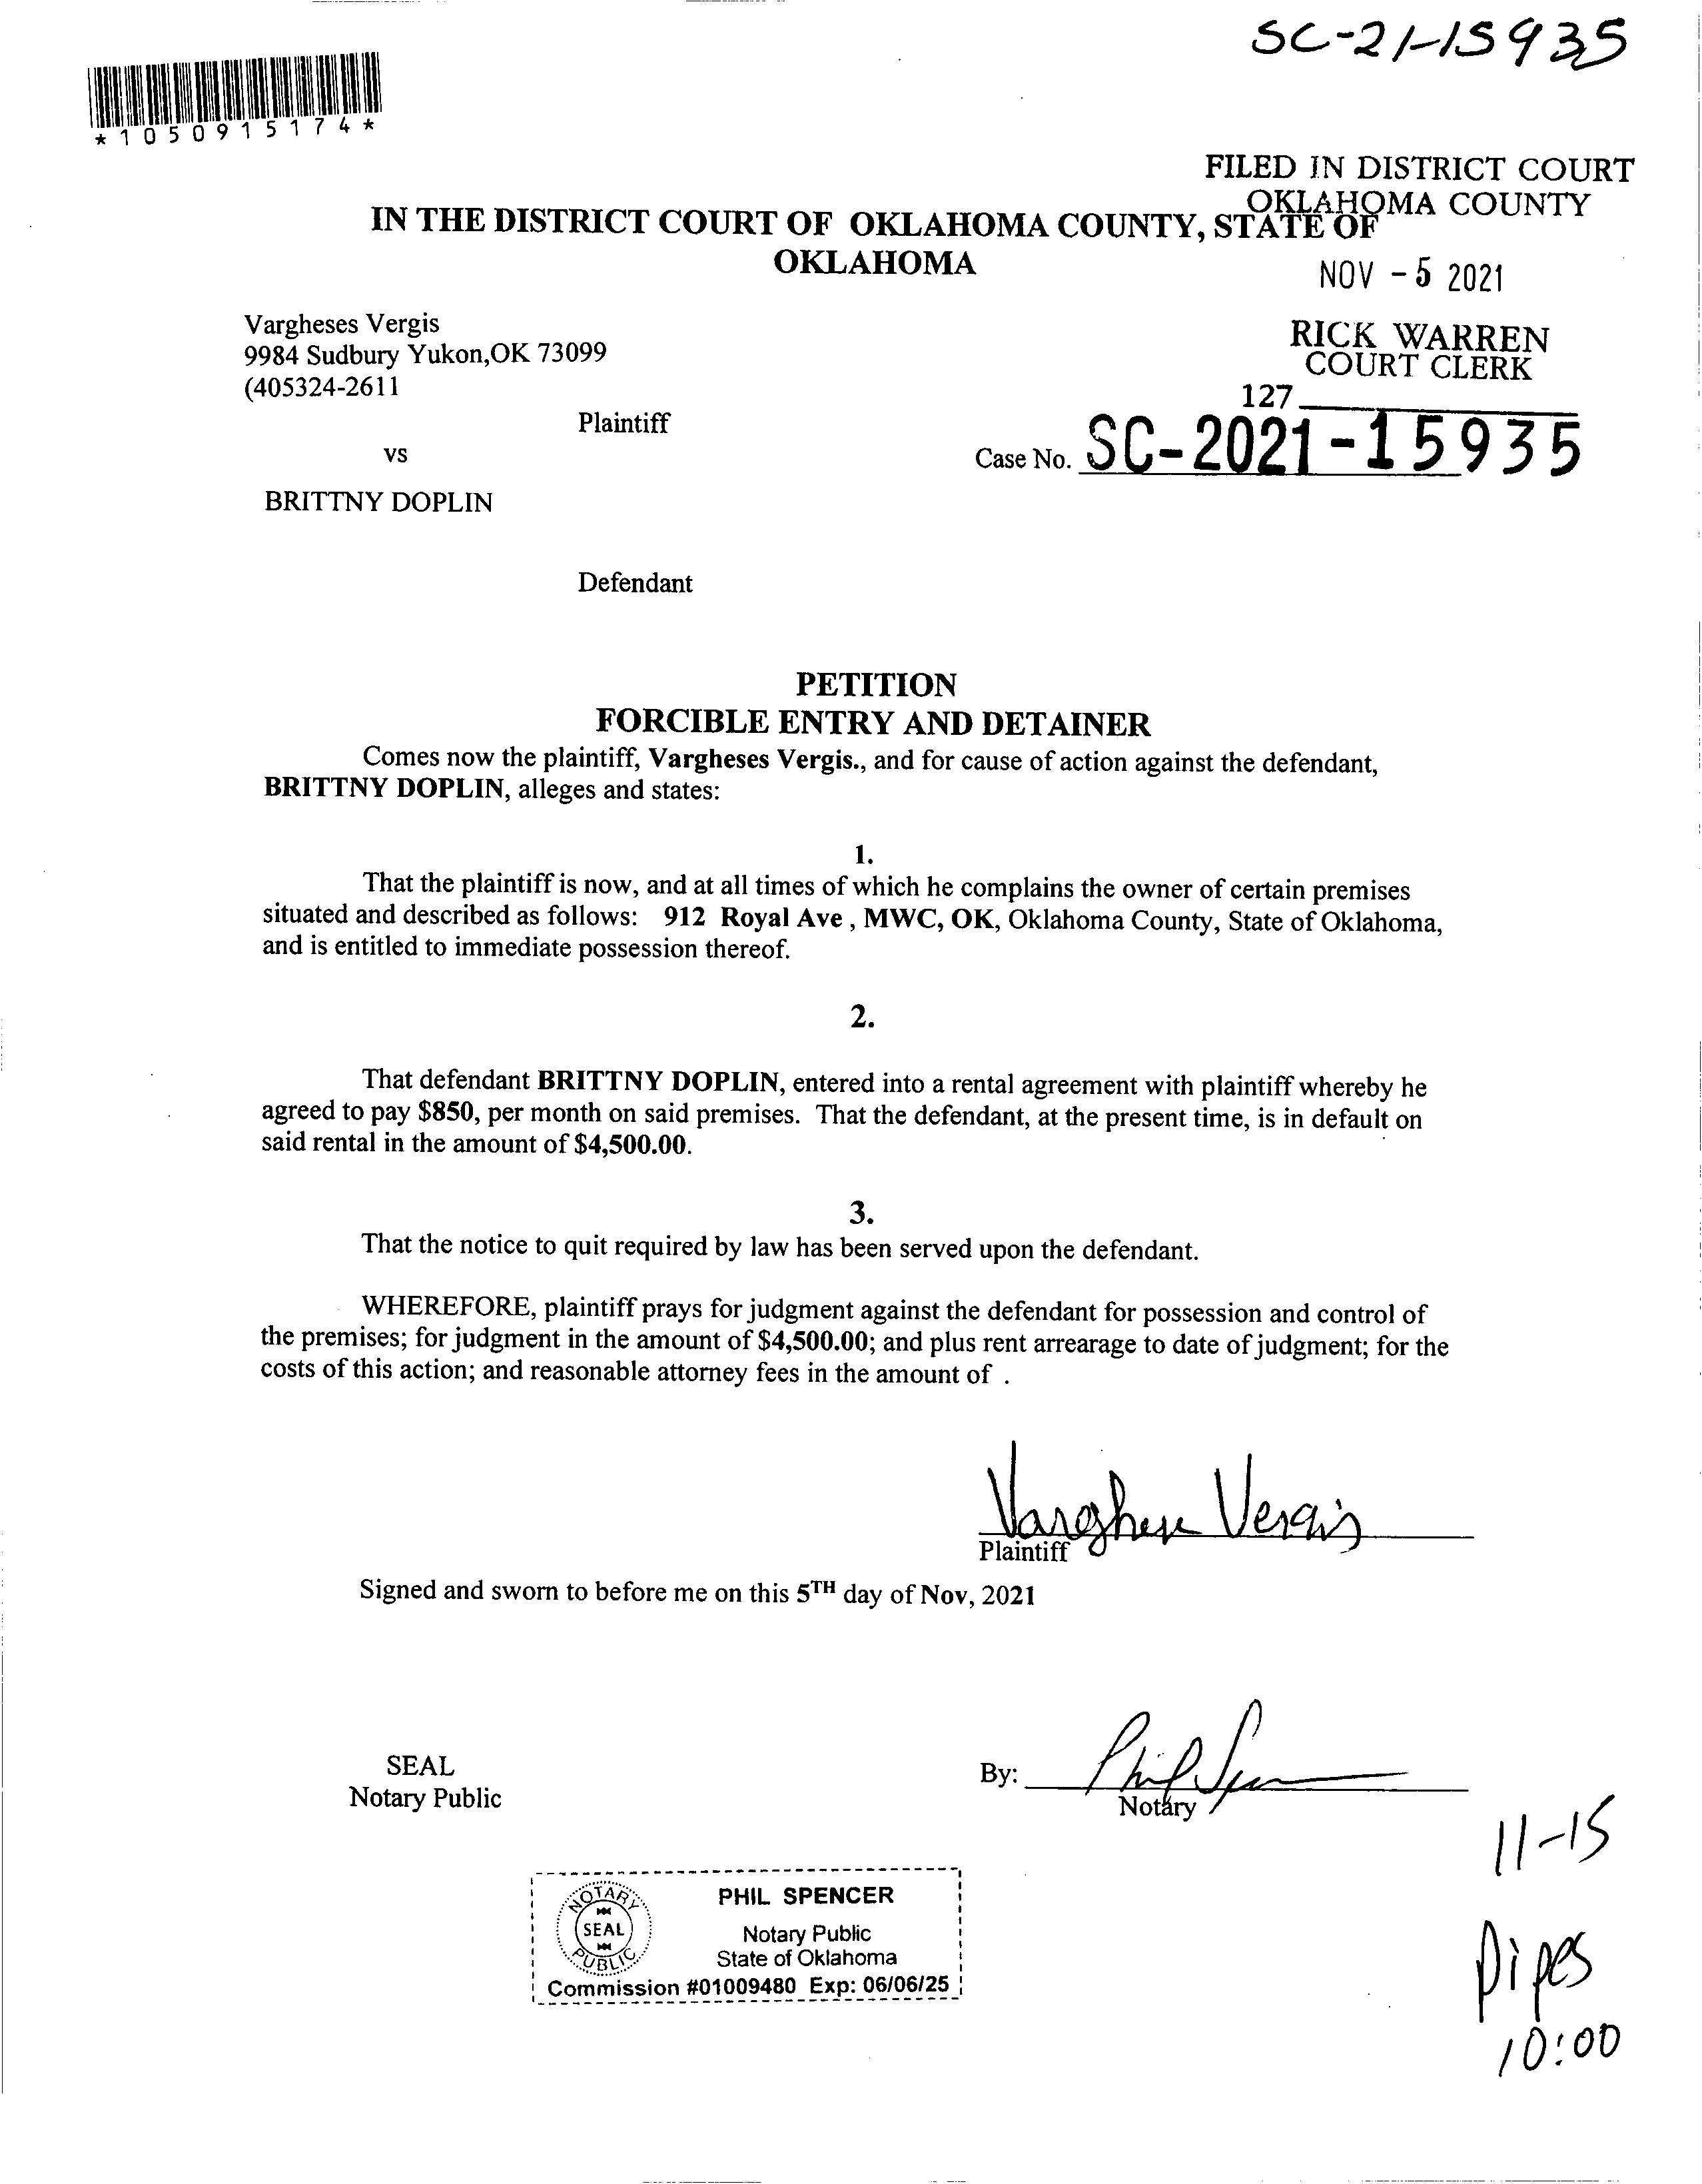 SC-21-15935
*1050915174*
FILED IN DISTRICT COURT
OKLAHOMA COUNTY
IN THE DISTRICT COURT OF OKLAHOMA COUNTY, STATE OF
OKLAHOMA
NOV - 5 2021
Vargheses Vergis
9984 Sudbury Yukon,OK 73099
(405324-2611
RICK WARREN
COURT CLERK
127
Plaintiff
vs
Case No. SC-2021-15935
BRITTNY DOPLIN
Defendant
PETITION
FORCIBLE ENTRY AND DETAINER
Comes now the plaintiff, Vargheses Vergis., and for cause of action against the defendant,
BRITTNY DOPLIN, alleges and states:
1.
That the plaintiff is now, and at all times of which he complains the owner of certain premises
situated and described as follows: 912 Royal Ave , MWC, OK, Oklahoma County, State of Oklahoma,
and is entitled to immediate possession thereof.
2.
That defendant BRITTNY DOPLIN, entered into a rental agreement with plaintiff whereby he
agreed to pay $850, per month on said premises. That the defendant, at the present time, is in default on
said rental in the amount of $4,500.00.
3.
That the notice to quit required by law has been served upon the defendant.
WHEREFORE, plaintiff prays for judgment against the defendant for possession and control of
the premises; for judgment in the amount of $4,500.00; and plus rent arrearage to date of judgment; for the
costs of this action; and reasonable attorney fees in the amount of .
Varghese Vergis
Plaintiff
Signed and sworn to before me on this 5TH day of Nov, 2021
SEAL
Notary Public
By: Phil Spencer
Notary
11-15
Pipes
10:00
NOTARY
SEAL
PUBLIC
PHIL SPENCER
Notary Public
State of Oklahoma
Commission #01009480 Exp: 06/06/25